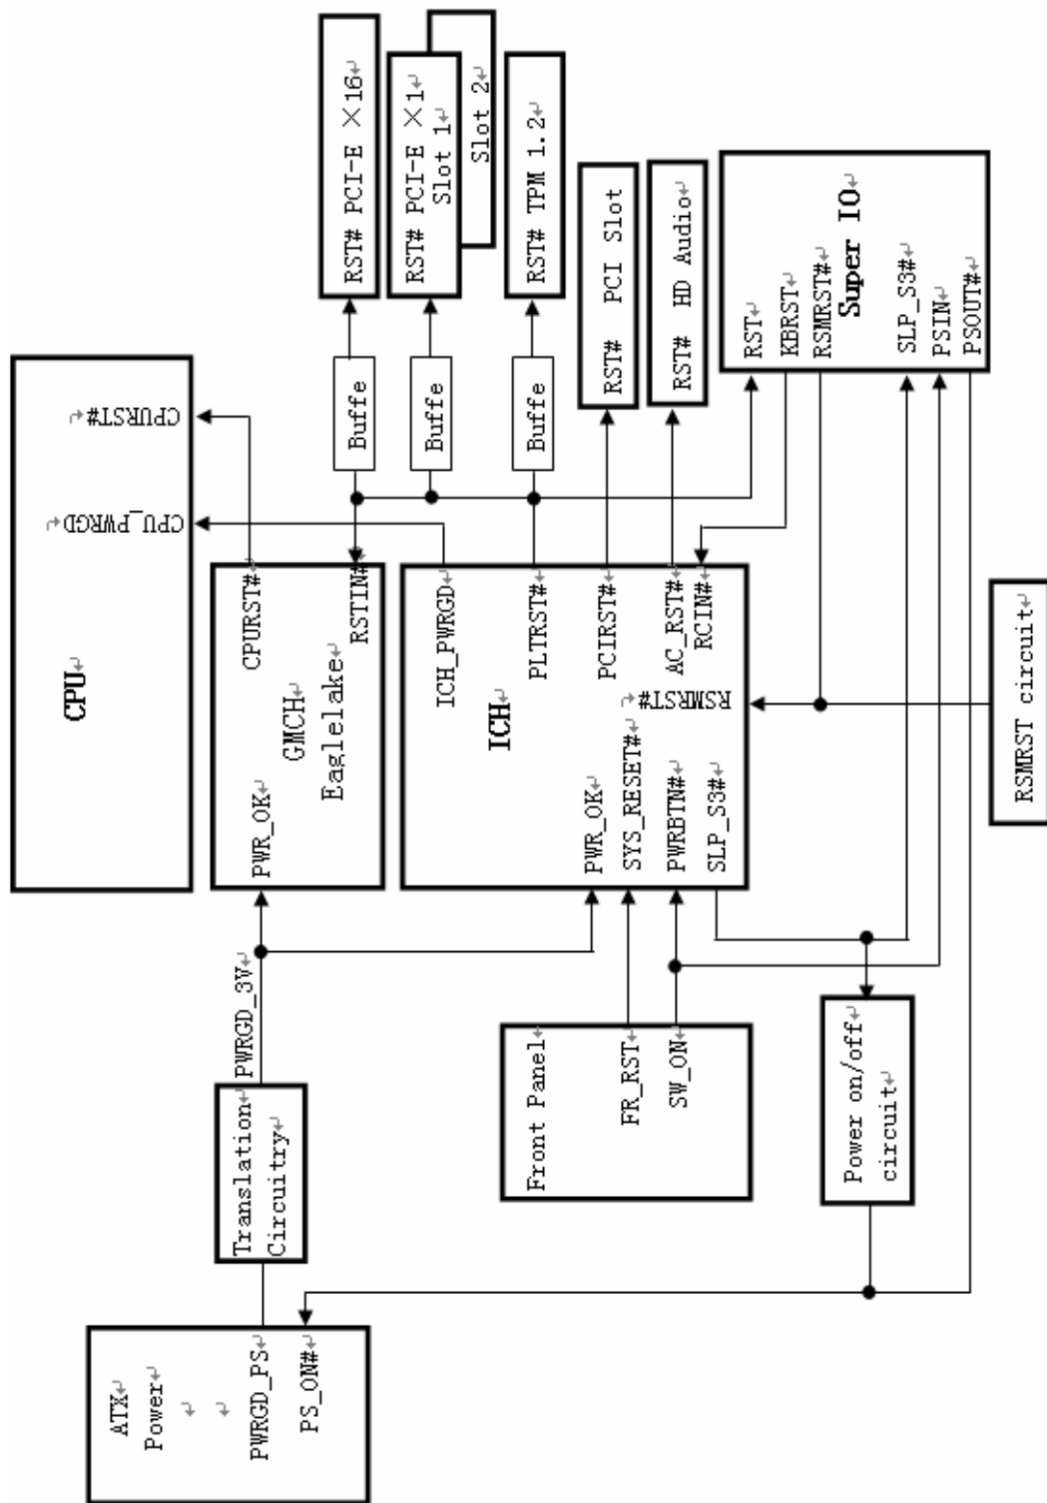 CPU
CPURST#
CPU_PWRGD
RST# PCI-E ×16
RST# PCI-E ×1
Slot 1
Slot 2
RST# TPM 1.2
RST# PCI Slot
RST# HD Audio
Buffe
Buffe
Buffe
Super IO
RST
KBRST
RSMRST#
SLP_S3#
PSIN
PSOUT#
GMCH
Eaglelake
CPURST#
RSTIN#
PWR_OK
ICH
ICH_PWRGD
PLTRST#
PCIRST#
AC_RST#
RCIN#
RSMRST#
PWR_OK
SYS_RESET#
PWRBTN#
SLP_S3#
RSMRST circuit
PWRGD_3V
Translation
Circuitry
Front Panel
FR_RST
SW_ON
Power on/off
circuit
ATX
Power
PWRGD_PS
PS_ON#